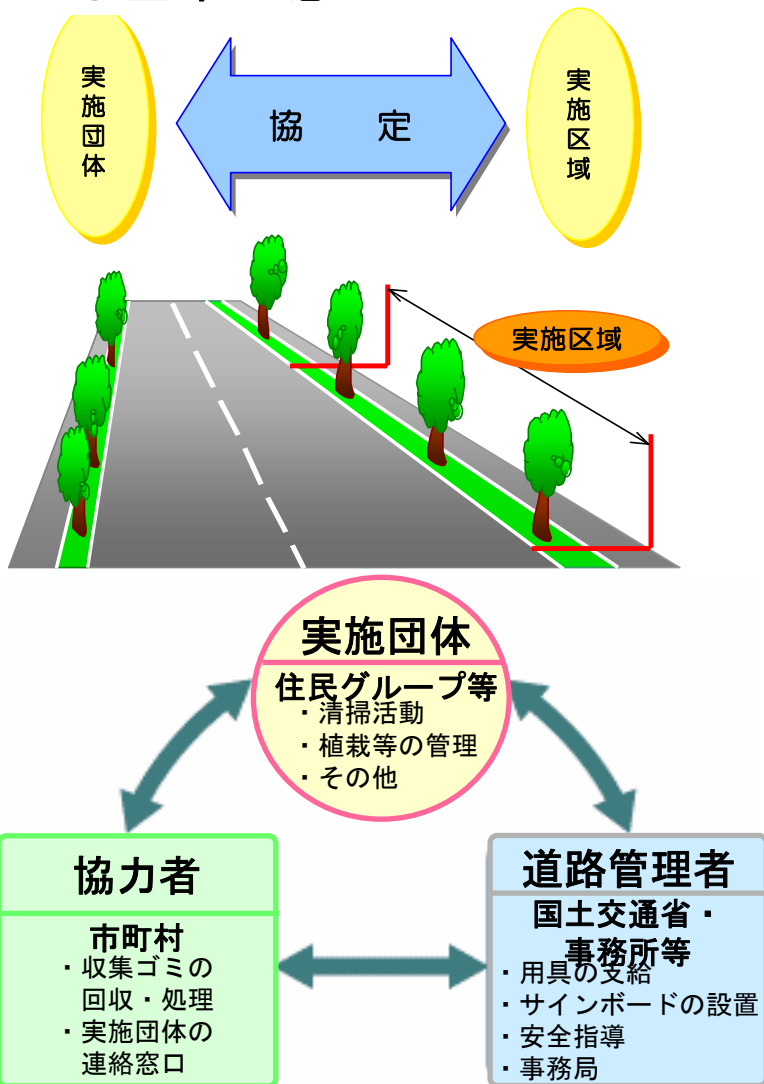 実施団体
協　定
実施区域
実施区域
実施団体
住民グループ等
・清掃活動
・植栽等の管理
・その他
協力者
市町村
・収集ゴミの
回収・処理
・実施団体の
連絡窓口
道路管理者
国土交通省・
事務所等
・用具の支給
・サインボードの設置
・安全指導
・事務局